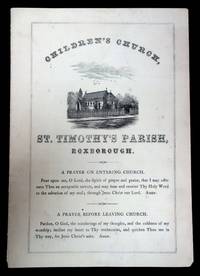 CHILDREN'S CHURCH,
ST. TIMOTHY'S PARISH,
ROXBOROUGH.
A PRAYER ON ENTERING CHURCH.
Pour upon me, O Lord, the Spirit of prayer and praise, that I may offer
unto Thee an acceptable service, and may hear and receive Thy Holy Word
to the salvation of my soul; through Jesus Christ our Lord. Amen.
A PRAYER, BEFORE LEAVING CHURCH.
Pardon, O God, the wanderings of my thoughts, and the coldness of my
worship; incline my heart to Thy testimonies, and quicken Thou me in
Thy way, for Jesus Christ's sake. Amen.